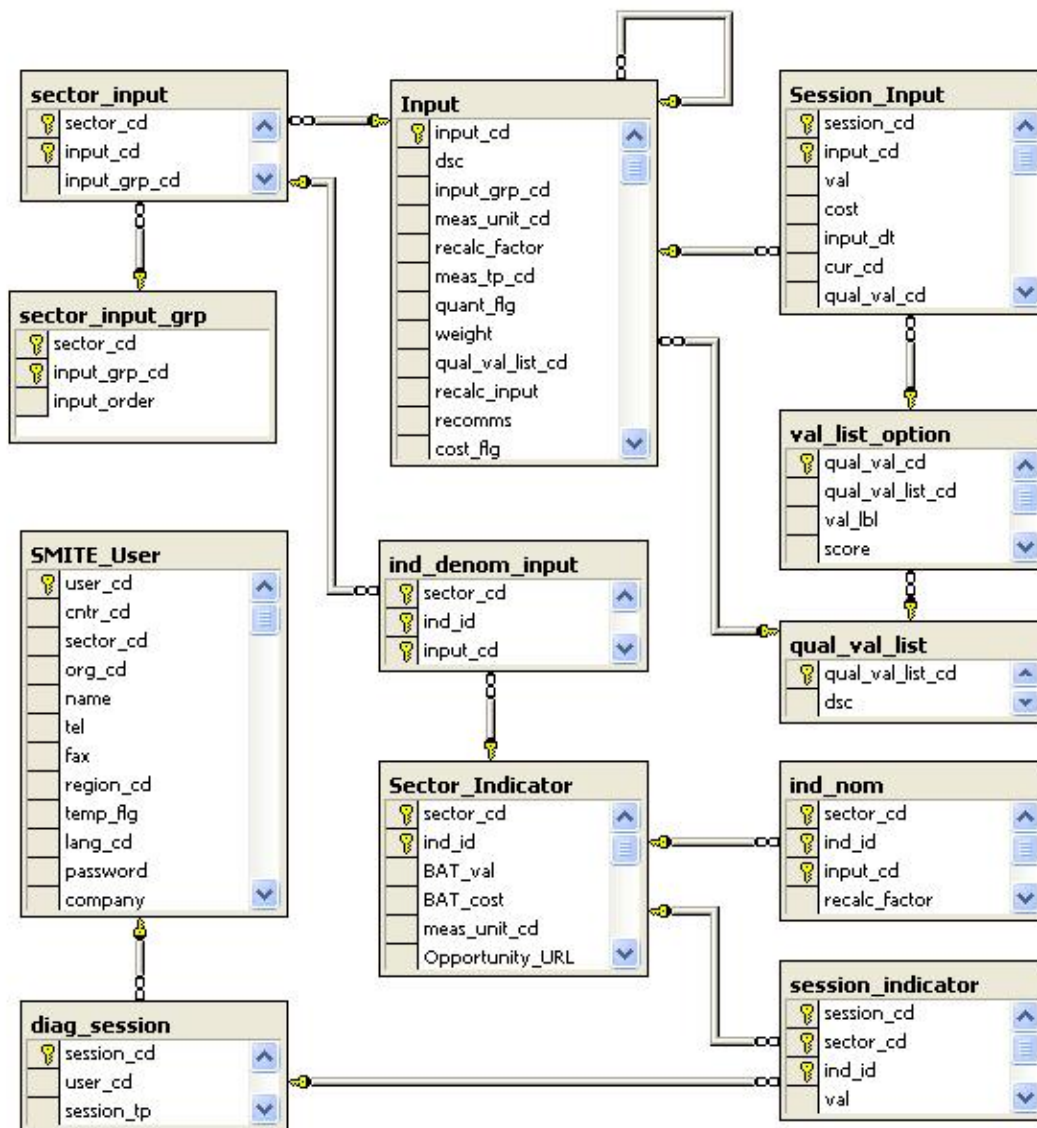 sector_input
sector_cd
input_cd
input_grp_cd
Input
input_cd
dsc
input_grp_cd
meas_unit_cd
recalc_factor
meas_tp_cd
quant_flg
weight
qual_val_list_cd
recalc_input
recomms
cost_flg
Session_Input
session_cd
input_cd
val
cost
input_dt
cur_cd
qual_val_cd
sector_input_grp
sector_cd
input_grp_cd
input_order
val_list_option
qual_val_cd
qual_val_list_cd
val_lbl
score
SMITE_User
user_cd
cntr_cd
sector_cd
org_cd
name
tel
fax
region_cd
temp_flg
lang_cd
password
company
ind_denom_input
sector_cd
ind_id
input_cd
qual_val_list
qual_val_list_cd
dsc
Sector_Indicator
sector_cd
ind_id
BAT_val
BAT_cost
meas_unit_cd
Opportunity_URL
ind_nom
sector_cd
ind_id
input_cd
recalc_factor
diag_session
session_cd
user_cd
session_tp
session_indicator
session_cd
sector_cd
ind_id
val